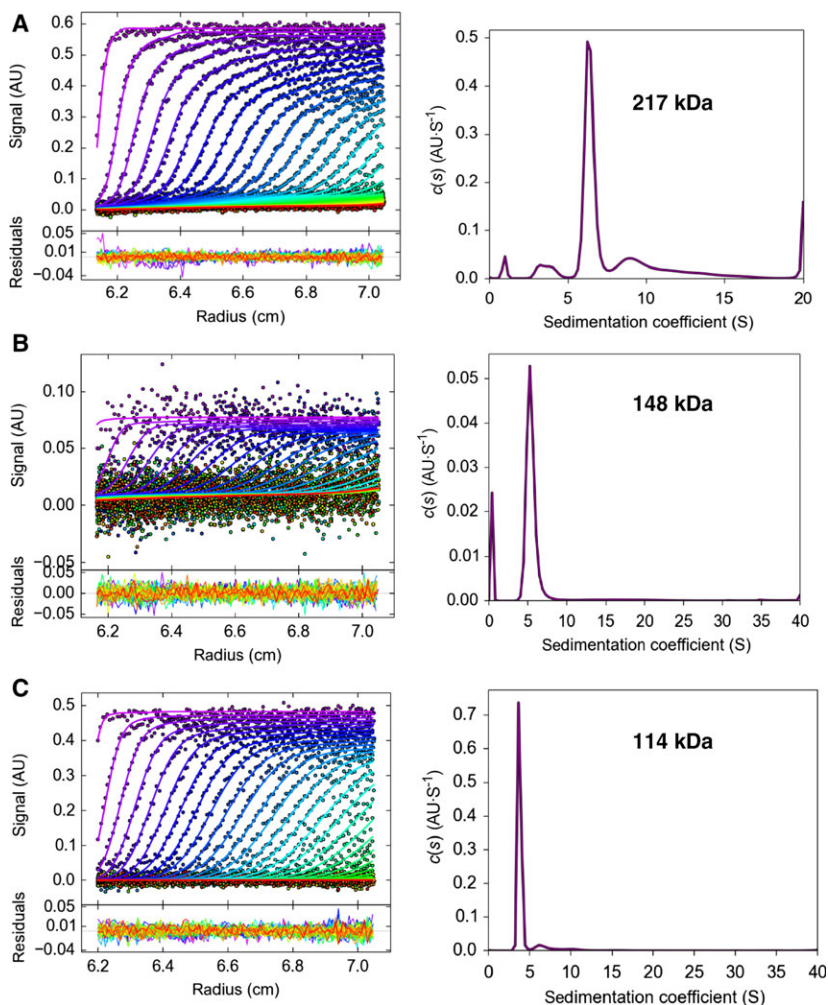 A
Signal (AU)
0.6
0.5
0.4
0.3
0.2
0.1
0.0
Residuals
0.05
0.01
−0.04
6.2 6.4 6.6 6.8 7.0
Radius (cm)
c(s) (AU·S⁻¹)
0.5
0.4
0.3
0.2
0.1
0.0
217 kDa
0 5 10 15 20
Sedimentation coefficient (S)
B
Signal (AU)
0.10
0.05
0.00
−0.05
Residuals
0.05
0.00
−0.05
6.2 6.4 6.6 6.8 7.0
Radius (cm)
c(s) (AU·S⁻¹)
0.05
0.04
0.03
0.02
0.01
0.00
148 kDa
0 5 10 15 20 25 30 35 40
Sedimentation coefficient (S)
C
Signal (AU)
0.5
0.4
0.3
0.2
0.1
0.0
Residuals
0.05
0.01
−0.04
6.2 6.4 6.6 6.8 7.0
Radius (cm)
c(s) (AU·S⁻¹)
0.7
0.6
0.5
0.4
0.3
0.2
0.1
0.0
114 kDa
0 5 10 15 20 25 30 35 40
Sedimentation coefficient (S)